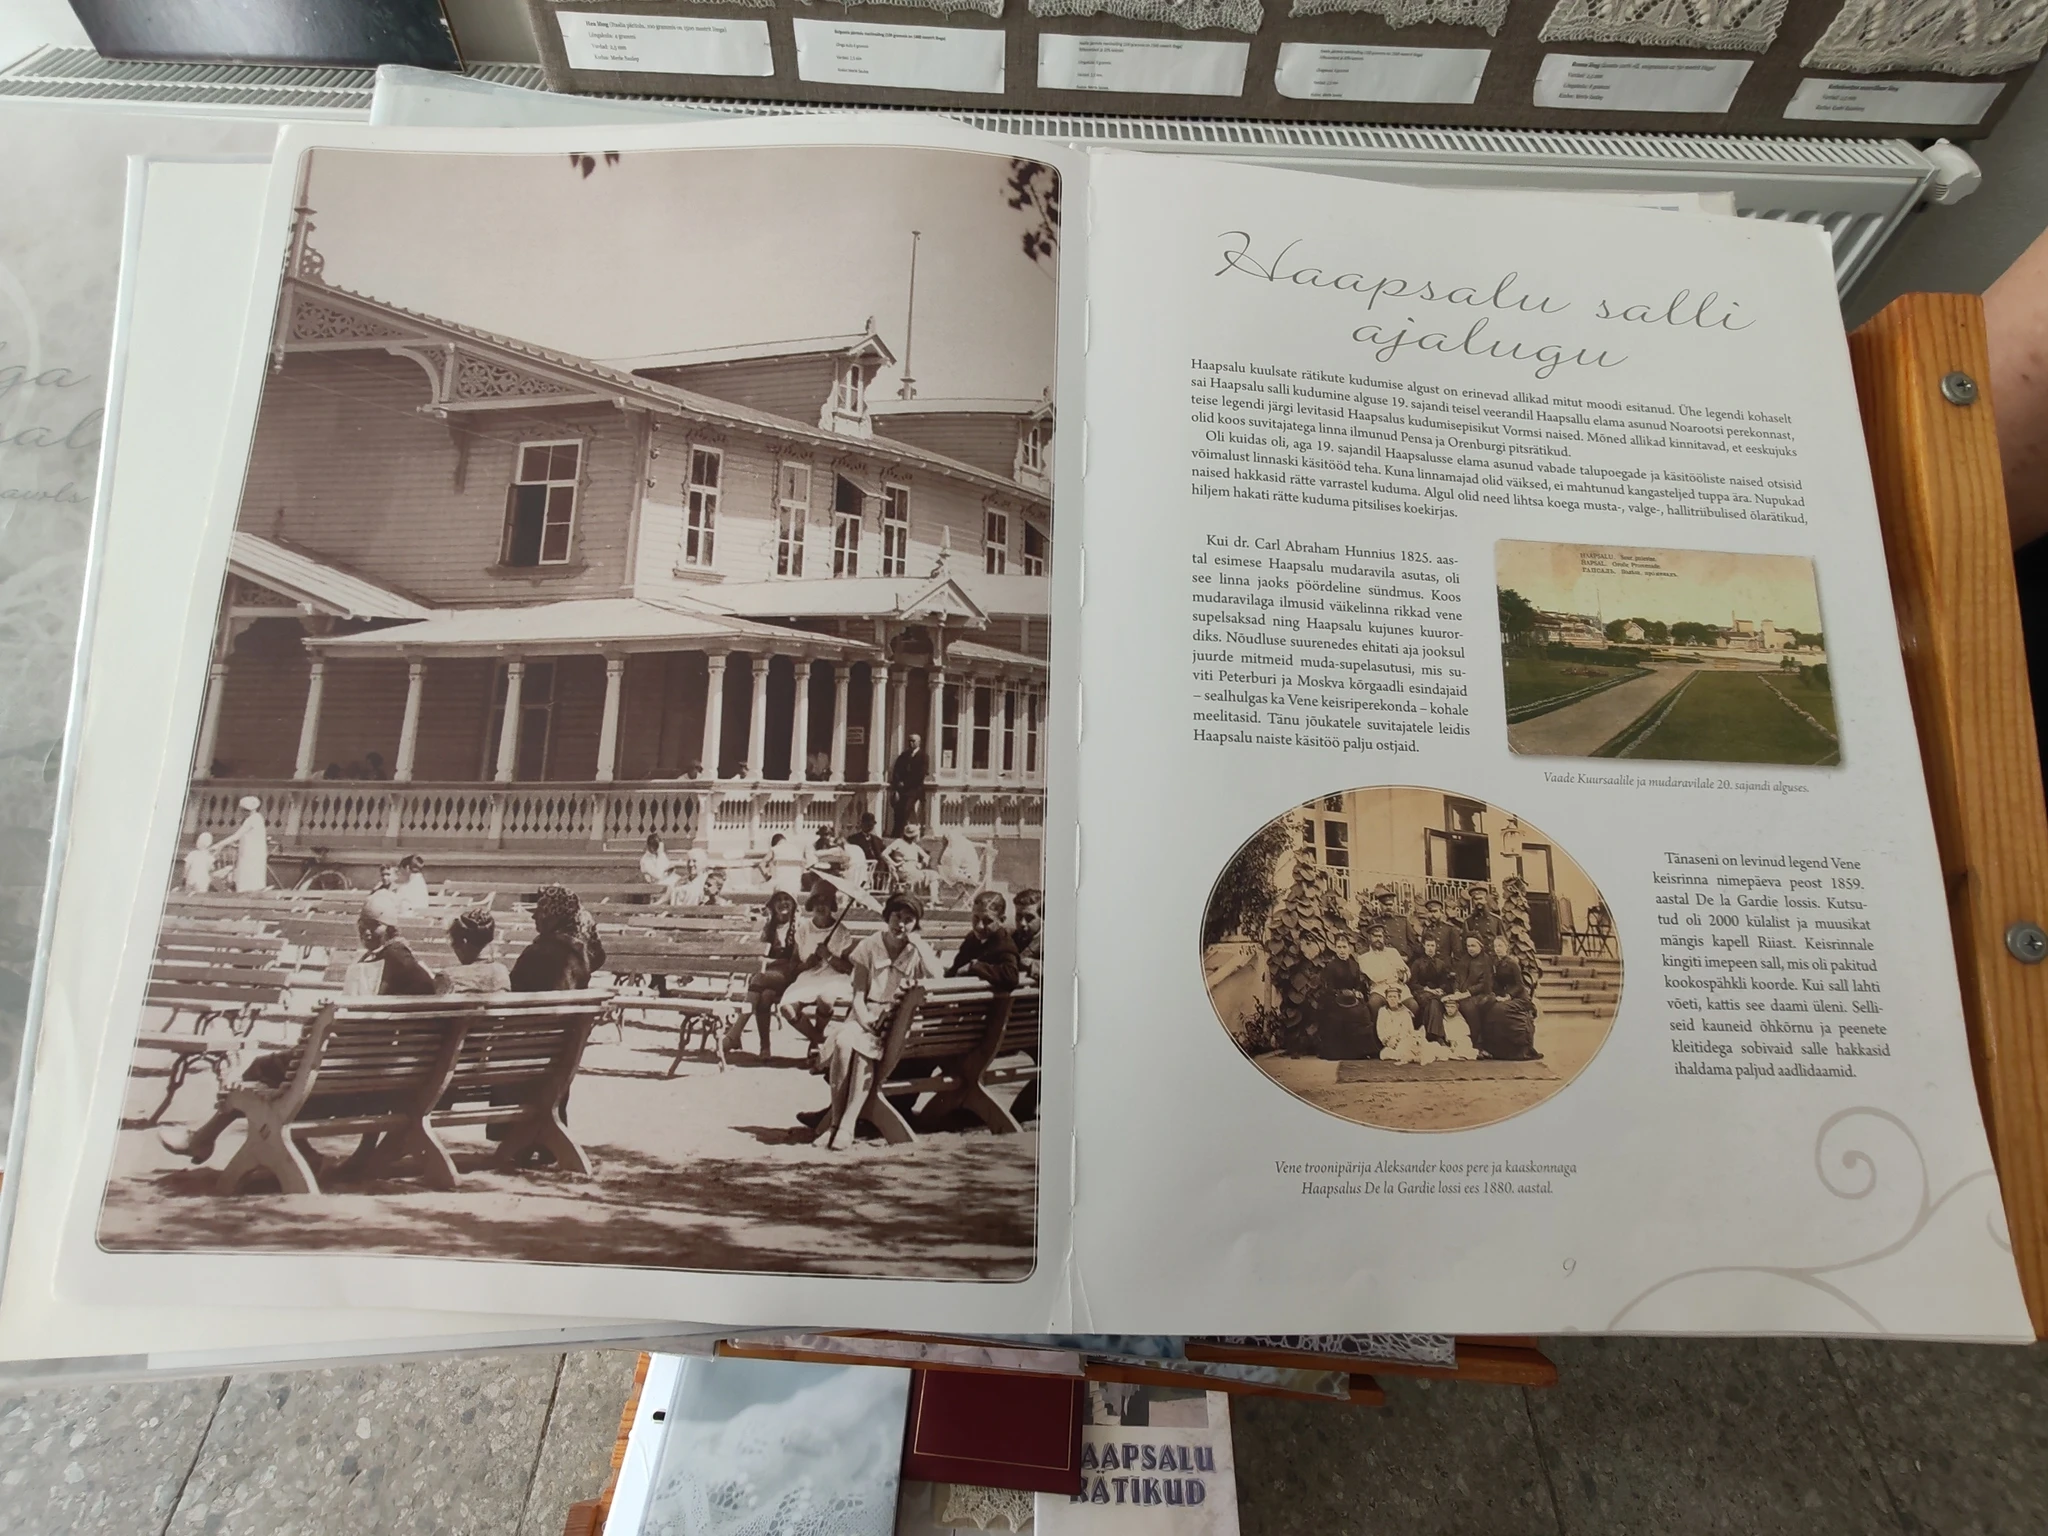 Haapsalu salli
ajalugu
Haapsalu kuulsate rätikute kudumise algust on erinevad allikad mitut moodi esitanud. Ühe legendi kohaselt
sai Haapsalu salli kudumine alguse 19. sajandi teisel veerandil Haapsallu elama asunud Noarootsi perekonnast,
teise legendi järgi levitasid Haapsalus kudumisepisikut Vormsi naised. Mõned allikad kinnitavad, et eeskujuks
olid koos suvitajatega linna ilmunud Pensa ja Orenburgi pitsrätikud.
Oli kuidas oli, aga 19. sajandil Haapsalusse elama asunud vabade talupoegade ja käsitööliste naised otsisid
võimalust linnaski käsitööd teha. Kuna linnamajad olid väiksed, ei mahtunud kangasteljed tuppa ära. Nupukad
naised hakkasid rätte varrastel kuduma. Algul olid need lihtsa koega musta-, valge-, hallitriibulised õlarätikud,
hiljem hakati rätte kuduma pitsilises koekirjas.
Kui dr. Carl Abraham Hunnius 1825. aas-
tal esimese Haapsalu mudaravila asutas, oli
see linna jaoks pöördeline sündmus. Koos
mudaravilaga ilmusid väikelinna rikkad vene
supelsaksad ning Haapsalu kujunes kuuror-
diks. Nõudluse suurenedes ehitati aja jooksul
juurde mitmeid muda-supelasutusi, mis su-
viti Peterburi ja Moskva kõrgaadli esindajaid
– sealhulgas ka Vene keisriperekonda – kohale
meelitasid. Tänu jõukatele suvitajatele leidis
Haapsalu naiste käsitöö palju ostjaid.
Vaade Kuursaalile ja mudaravilale 20. sajandi alguses.
Tänaseni on levinud legend Vene
keisrinna nimepäeva peost 1859.
aastal De la Gardie lossis. Kutsu-
tud oli 2000 külalist ja muusikat
mängis kapell Riiast. Keisrinnale
kingiti imepeen sall, mis oli pakitud
kookospähkli koorde. Kui sall lahti
võeti, kattis see daami üleni. Selli-
seid kauneid õhkõrnu ja peenete
kleitidega sobivaid salle hakkasid
ihaldama paljud aadlidaamid.
Vene troonipärija Aleksander koos pere ja kaaskonnaga
Haapsalus De la Gardie lossi ees 1880. aastal.
9
AAPSALU
RÄTIKUD